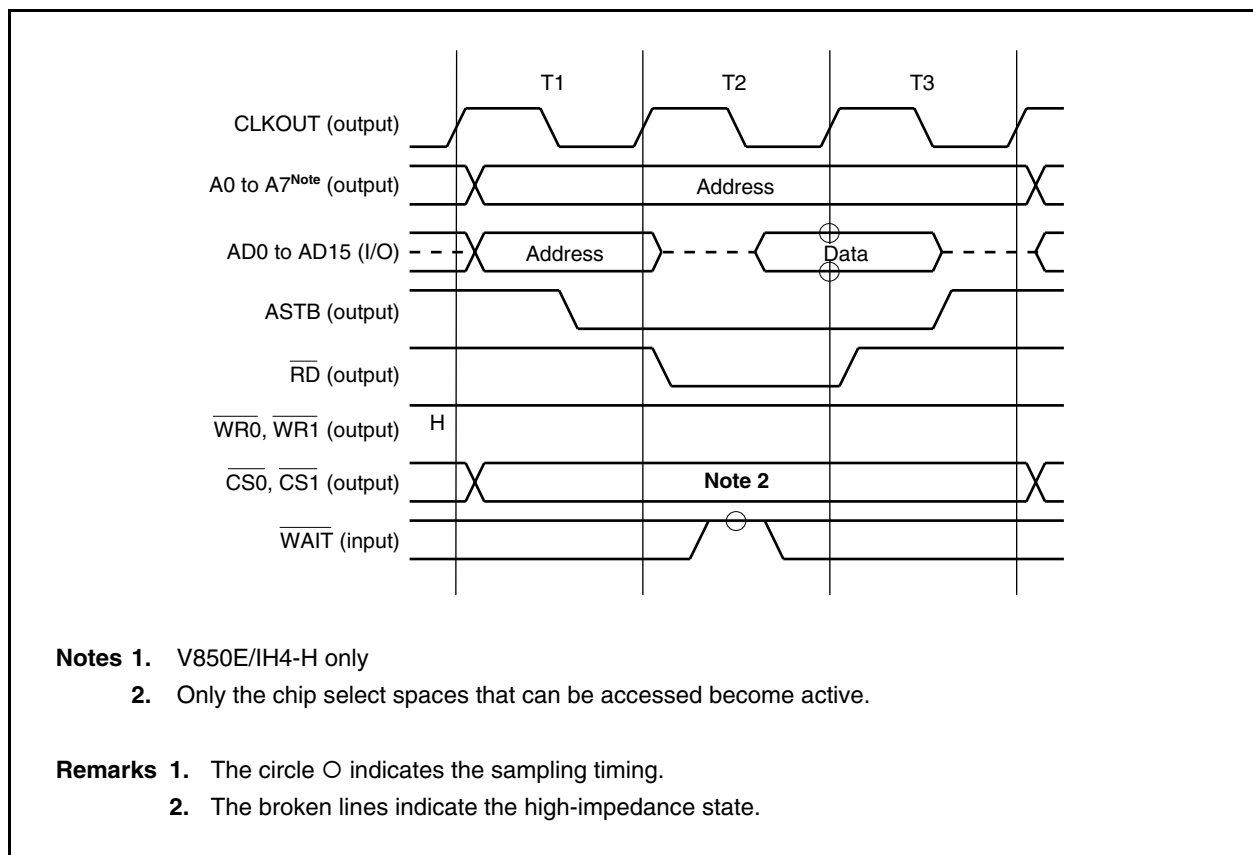 T1 T2 T3
CLKOUT (output)
A0 to A7Note (output) Address
AD0 to AD15 (I/O) Address Data
ASTB (output)
RD (output)
WR0, WR1 (output) H
CS0, CS1 (output) Note 2
WAIT (input)
Notes 1. V850E/IH4-H only
2. Only the chip select spaces that can be accessed become active.
Remarks 1. The circle O indicates the sampling timing.
2. The broken lines indicate the high-impedance state.